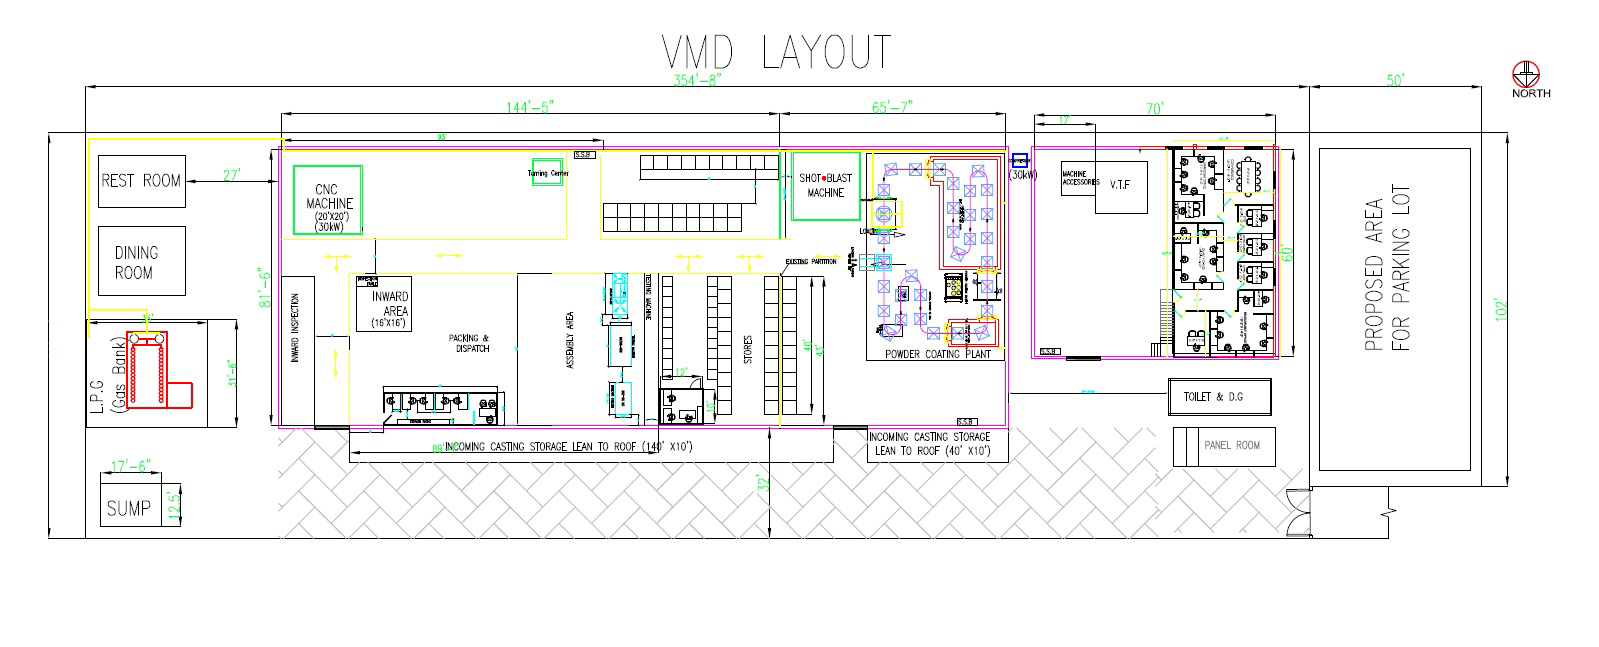 VMD LAYOUT
354'-8"
50'
NORTH
144'-5"
65'-7"
70'
17'
93'
S.S.B
REST ROOM
27'
CNC
MACHINE
(20'X20')
(30kW)
Turning Center
SHOT BLAST
MACHINE
(30kW)
MACHINE
ACCESSORIES
V.T.F
DINING
ROOM
81'-6"
EXISTING PARTITION
60'
PROPOSED AREA
FOR PARKING LOT
102'
INWARD INSPECTION
INWARD
AREA
(16'X16')
PACKING &
DISPATCH
ASSEMBLY AREA
TESTING MACHINE
STORES
40'
43'
POWDER COATING PLANT
S.S.B
L.P.G
(Gas Bank)
31'-6"
12'
10'
TOILET & D.G
S.S.B
89'
INCOMING CASTING STORAGE LEAN TO ROOF (140' X10')
INCOMING CASTING STORAGE
LEAN TO ROOF (40' X10')
PANEL ROOM
17'-6"
SUMP
12.5'
32'